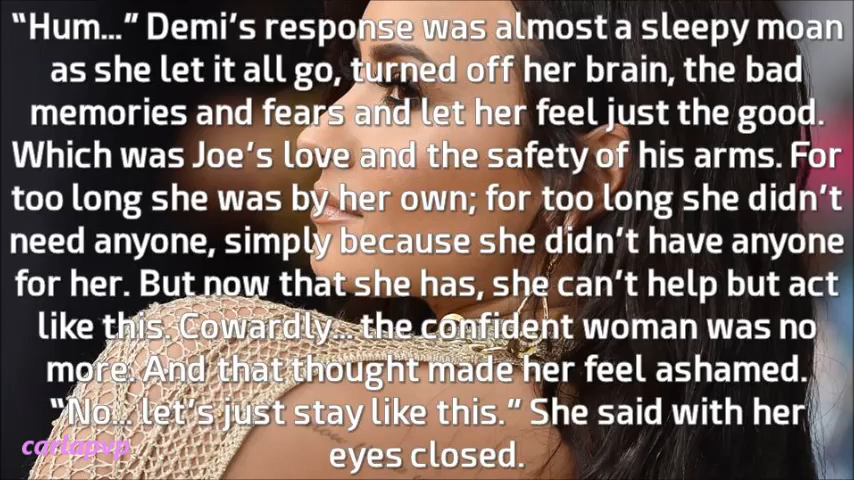 “Hum...” Demi’s response was almost a sleepy moan
as she let it all go, turned off her brain, the bad
memories and fears and let her feel just the good.
Which was Joe’s love and the safety of his arms. For
too long she was by her own; for too long she didn’t
need anyone, simply because she didn’t have anyone
for her. But now that she has, she can’t help but act
like this. Cowardly... the confident woman was no
more. And that thought made her feel ashamed.
“No... let’s just stay like this.” She said with her
eyes closed.
carlapvp